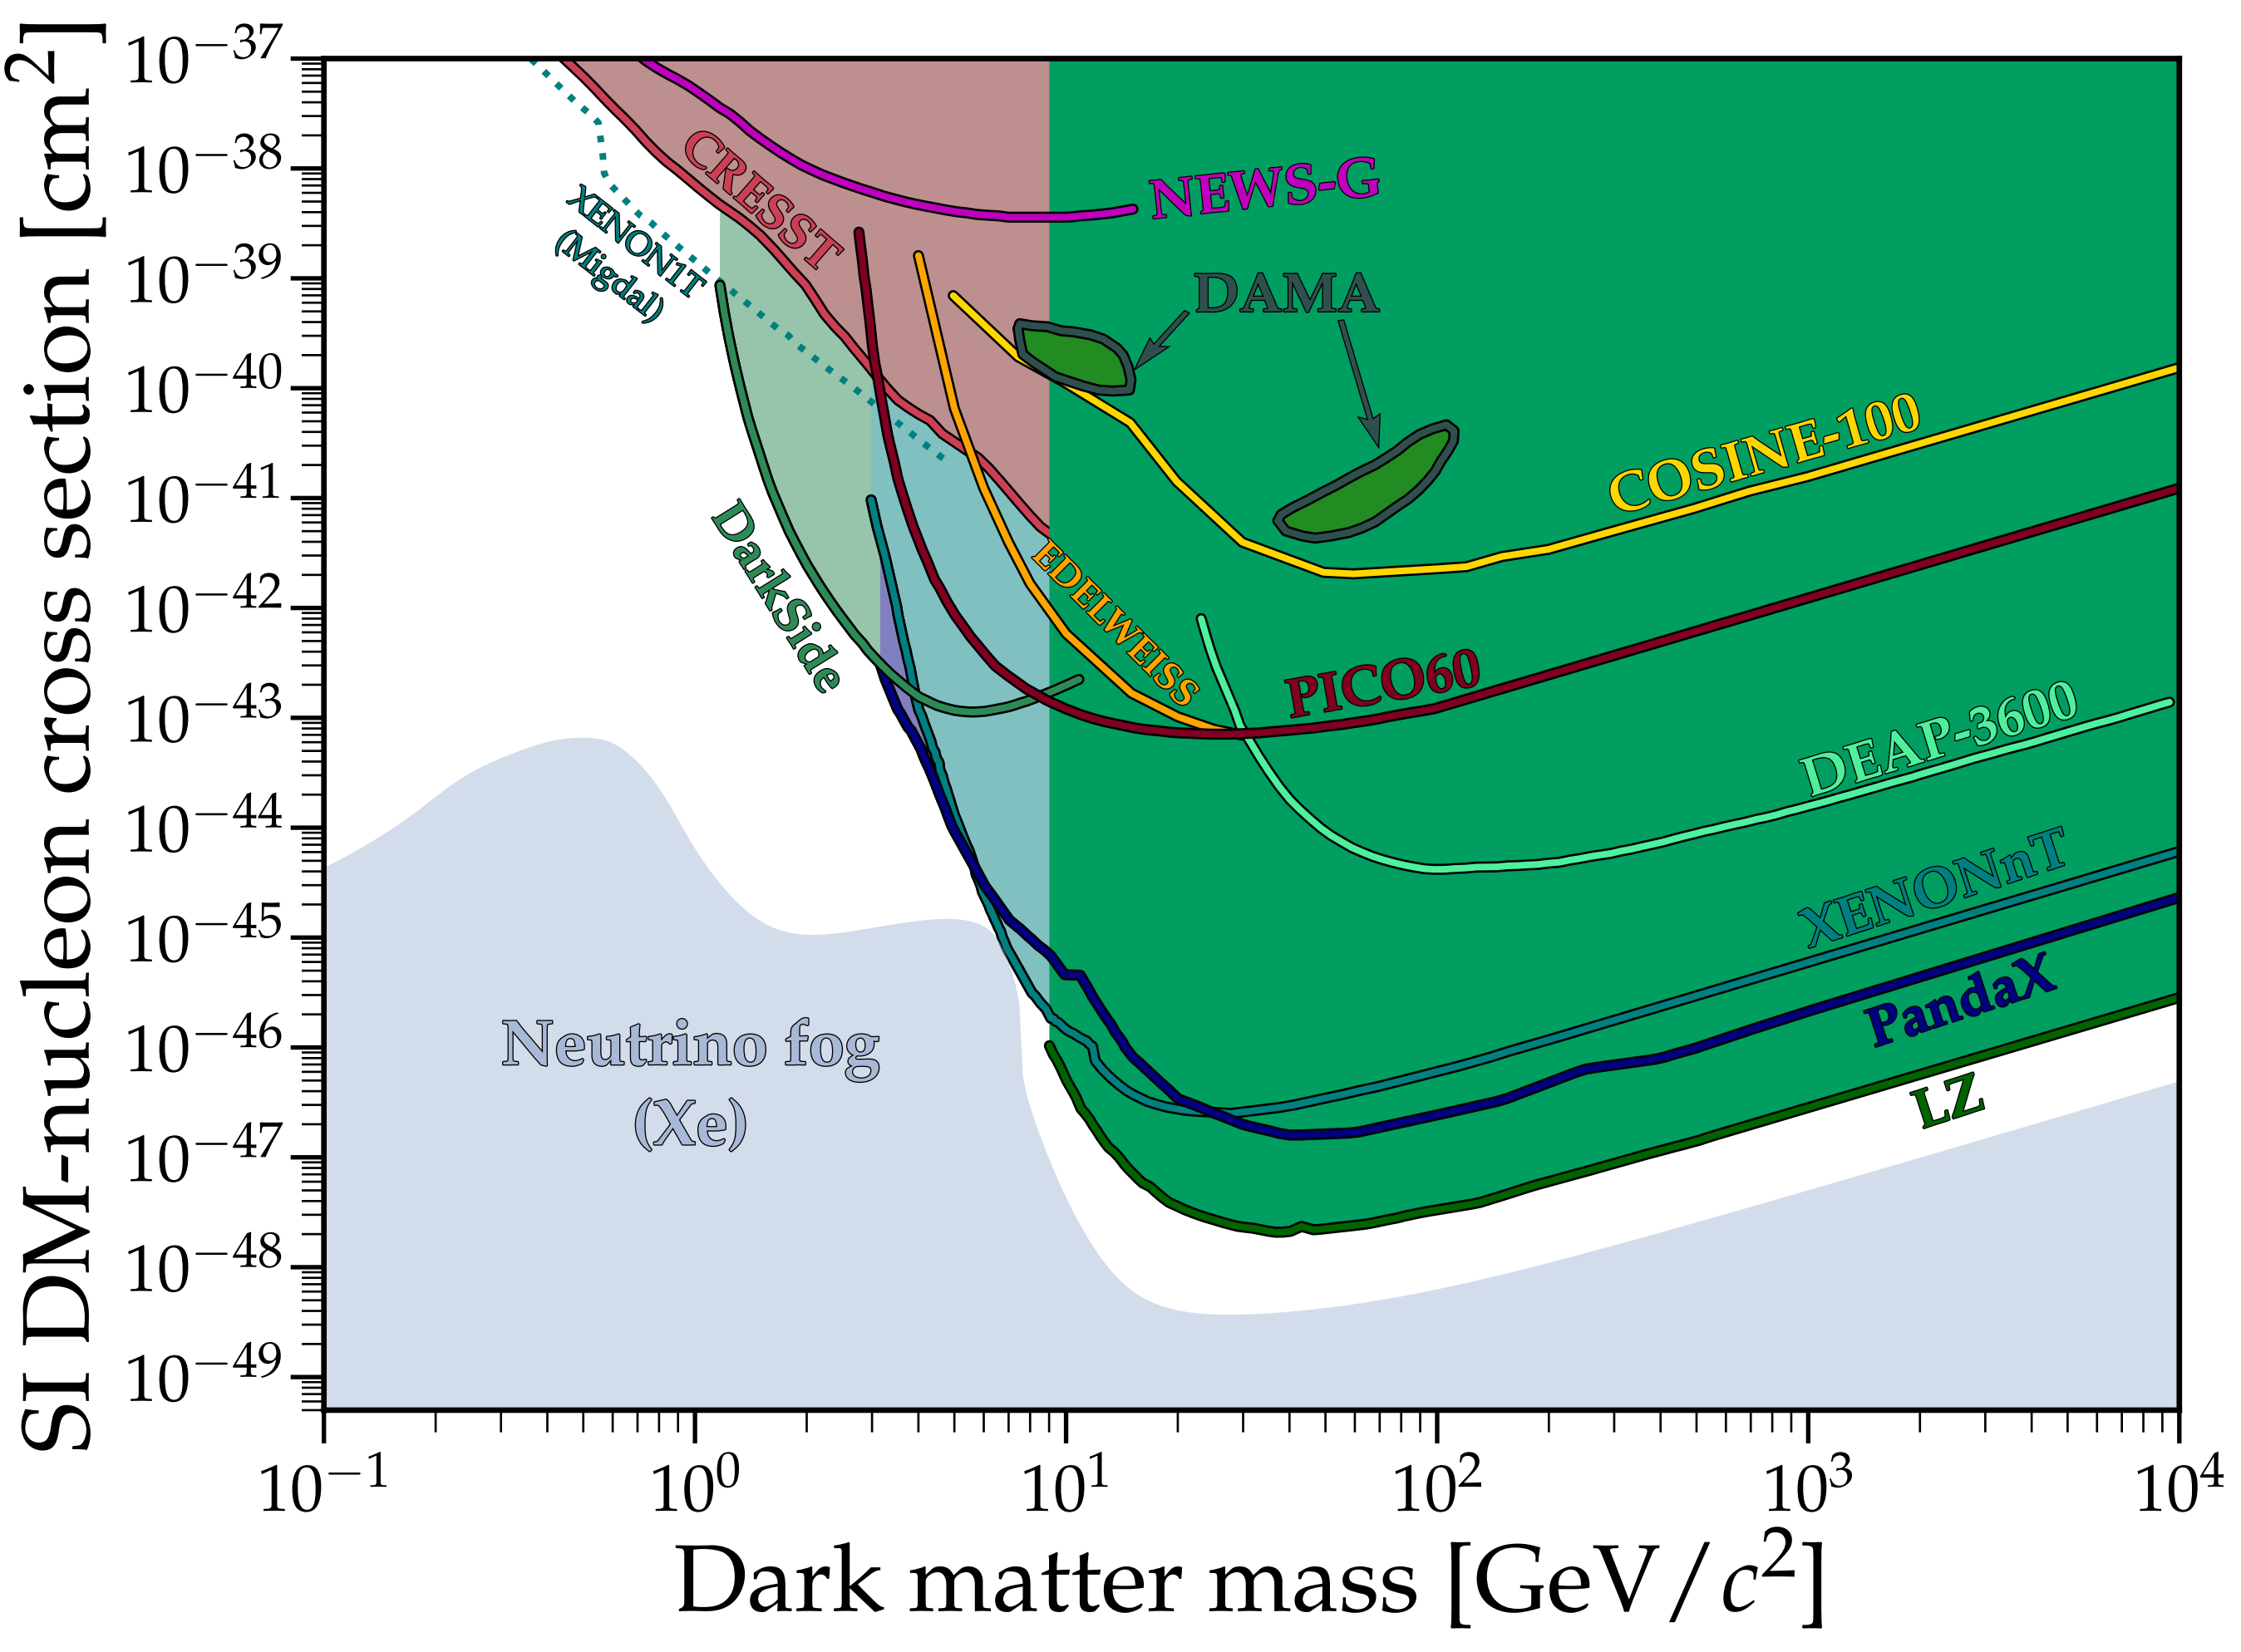 SI DM-nucleon cross section [cm²]
10⁻³⁷
10⁻³⁸
10⁻³⁹
10⁻⁴⁰
10⁻⁴¹
10⁻⁴²
10⁻⁴³
10⁻⁴⁴
10⁻⁴⁵
10⁻⁴⁶
10⁻⁴⁷
10⁻⁴⁸
10⁻⁴⁹
CRESST
NEWS-G
XENON1T
(Migdal)
DAMA
COSINE-100
DarkSide
EDELWEISS
PICO60
DEAP-3600
XENONnT
PandaX
LZ
Neutrino fog
(Xe)
10⁻¹
10⁰
10¹
10²
10³
10⁴
Dark matter mass [GeV/c²]